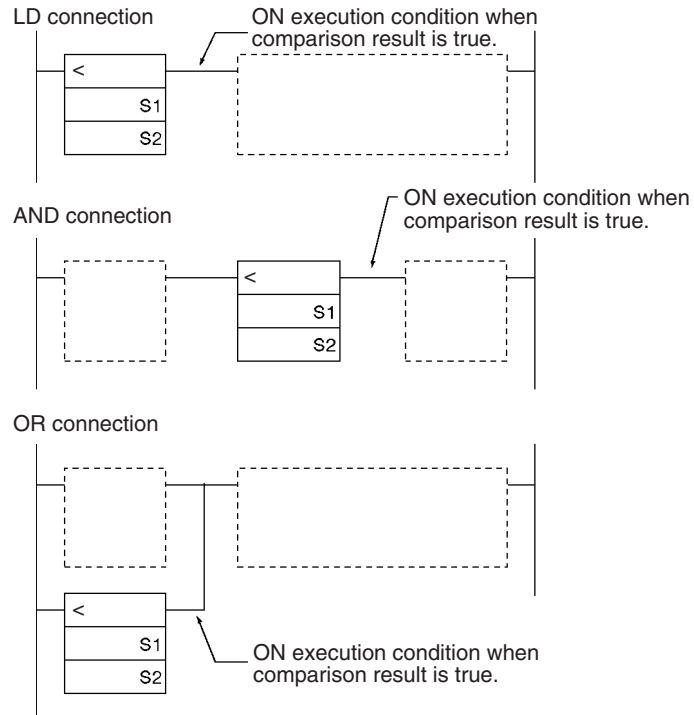 LD connection
ON execution condition when
comparison result is true.
<
S1
S2
AND connection
ON execution condition when
comparison result is true.
<
S1
S2
OR connection
<
S1
S2
ON execution condition when
comparison result is true.